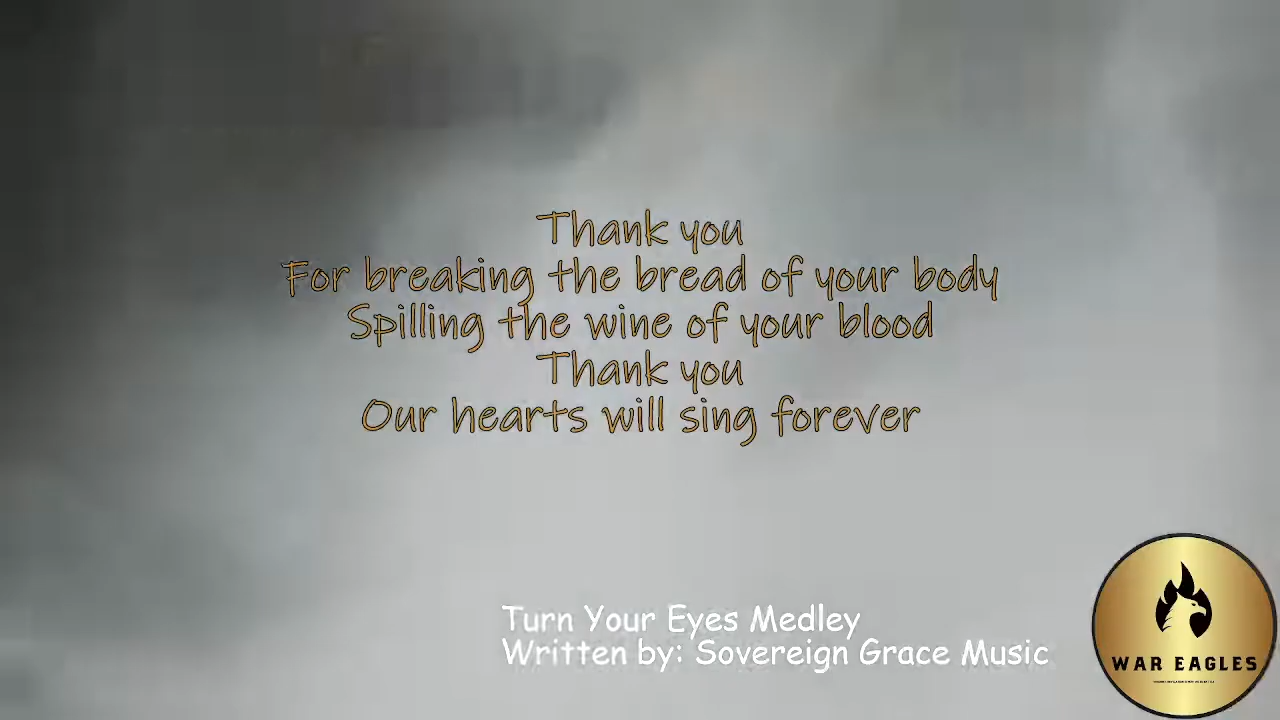 Thank you
For breaking the bread of your body
Spilling the wine of your blood
Thank you
Our hearts will sing forever
Turn Your Eyes Medley
Written by: Sovereign Grace Music
WAR EAGLES